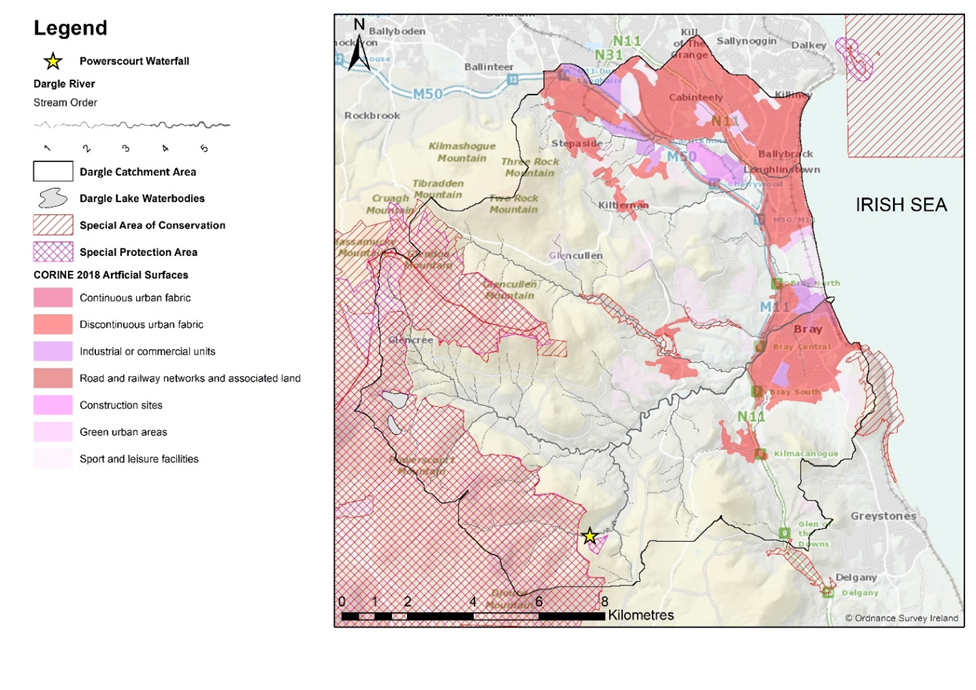 Legend
Powerscourt Waterfall
Dargle River
Stream Order
1 2 3 4 5
Dargle Catchment Area
Dargle Lake Waterbodies
Special Area of Conservation
Special Protection Area
CORINE 2018 Artficial Surfaces
Continuous urban fabric
Discontinuous urban fabric
Industrial or commercial units
Road and railway networks and associated land
Construction sites
Green urban areas
Sport and leisure facilities
N
Ballyboden
N11
N31
Kill
of The
Grange
Sallynoggin
Dalkey
Ballinteer
M50
Cabinteely
Rockbrook
N11
Stepaside
Kilmashogue
Mountain
Three Rock
Mountain
M50
Ballybrack
Loughlinstown
Cherrywood
Tibradden
Mountain
Cruagh
Mountain
Two Rock
Mountain
Kilternan
IRISH SEA
Glencullen
Glencullen
Mountain
Bray North
M11
Bray
Glencree
Bray Central
Bray South
N11
Kilmacanogue
Powerscourt
Mountain
Greystones
Glen of
the
Downs
Delgany
Delgany
Mountain
0 2 4 6 8
Kilometres
© Ordnance Survey Ireland